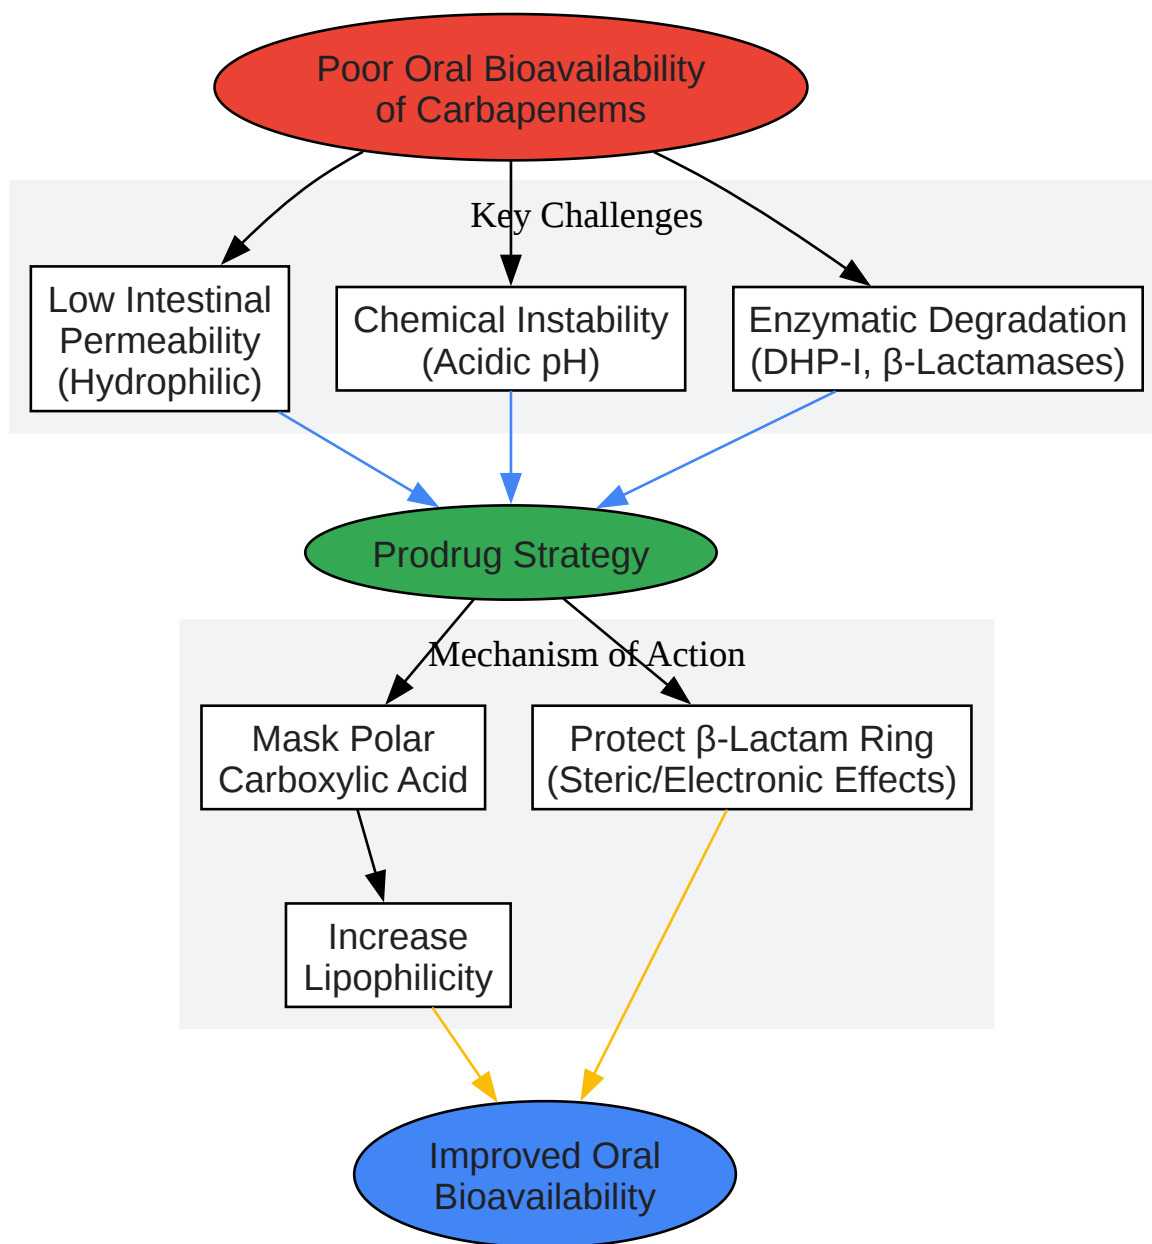 Poor Oral Bioavailability
of Carbapenems
Key Challenges
Low Intestinal
Permeability
(Hydrophilic)
Chemical Instability
(Acidic pH)
Enzymatic Degradation
(DHP-I, β-Lactamases)
Prodrug Strategy
Mechanism of Action
Mask Polar
Carboxylic Acid
Protect β-Lactam Ring
(Steric/Electronic Effects)
Increase
Lipophilicity
Improved Oral
Bioavailability